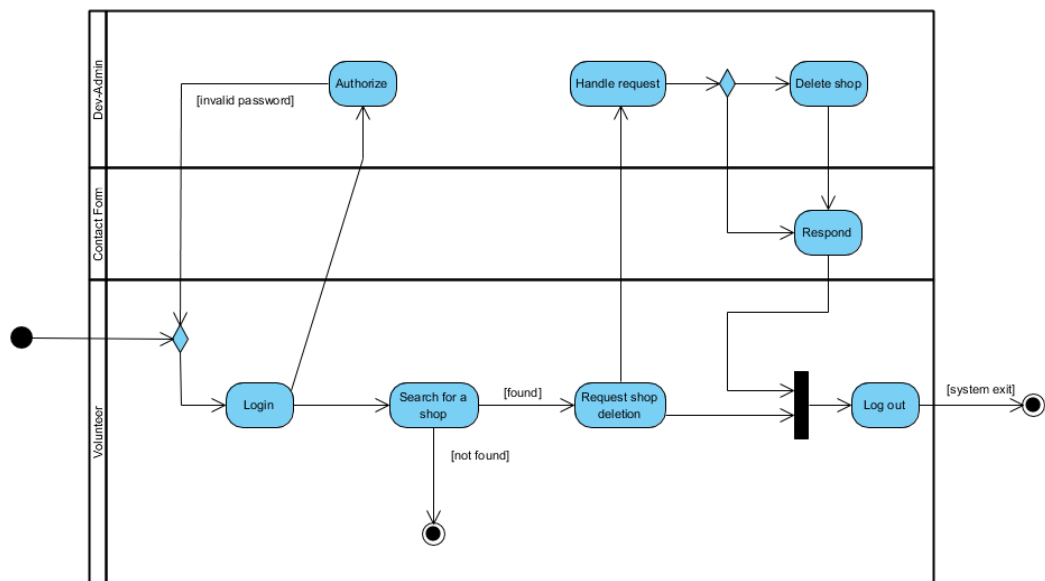 Dev-Admin
Authorize
Handle request
Delete shop
[invalid password]
Contact Form
Respond
Volunteer
Login
Search for a
shop
[found]
Request shop
deletion
Log out
[system exit]
[not found]